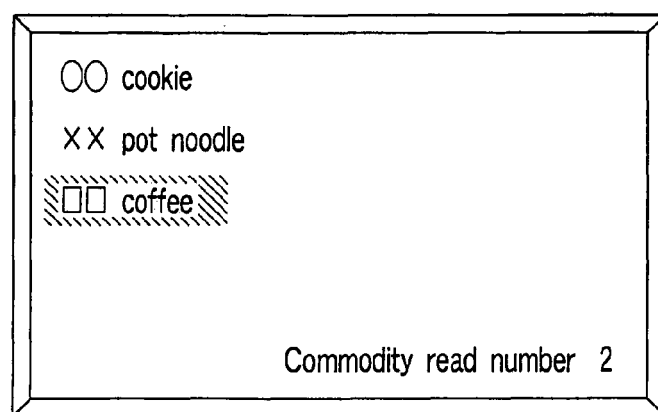 ○○ cookie
×× pot noodle
□□ coffee
Commodity read number 2